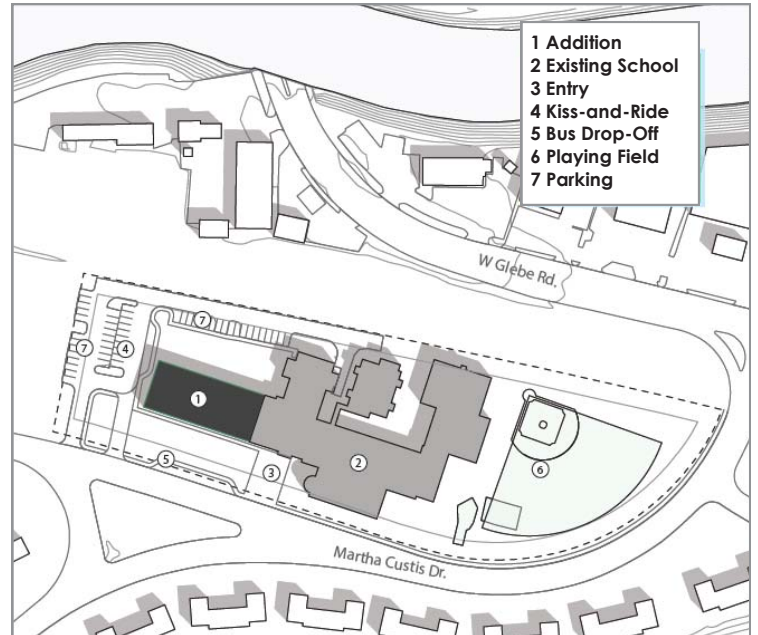 1 Addition
2 Existing School
3 Entry
4 Kiss-and-Ride
5 Bus Drop-Off
6 Playing Field
7 Parking
W Glebe Rd.
7
7
4
1
2
6
5
3
Martha Custis Dr.